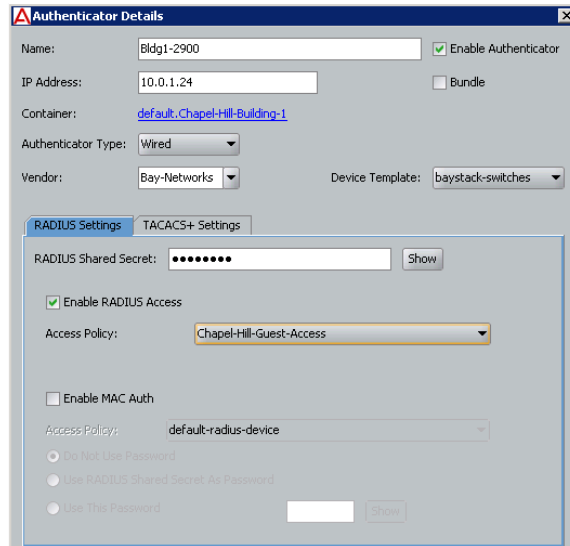 Authenticator Details
Name: Bldg1-2900 Enable Authenticator
IP Address: 10.0.1.24 Bundle
Container: default.Chapel-Hill-Building-1
Authenticator Type: Wired
Vendor: Bay-Networks Device Template: baystack-switches
RADIUS Settings TACACS+ Settings
RADIUS Shared Secret: •••••••• Show
Enable RADIUS Access
Access Policy: Chapel-Hill-Guest-Access
Enable MAC Auth
Access Policy: default-radius-device
Do Not Use Password
Use RADIUS Shared Secret As Password
Use This Password Show